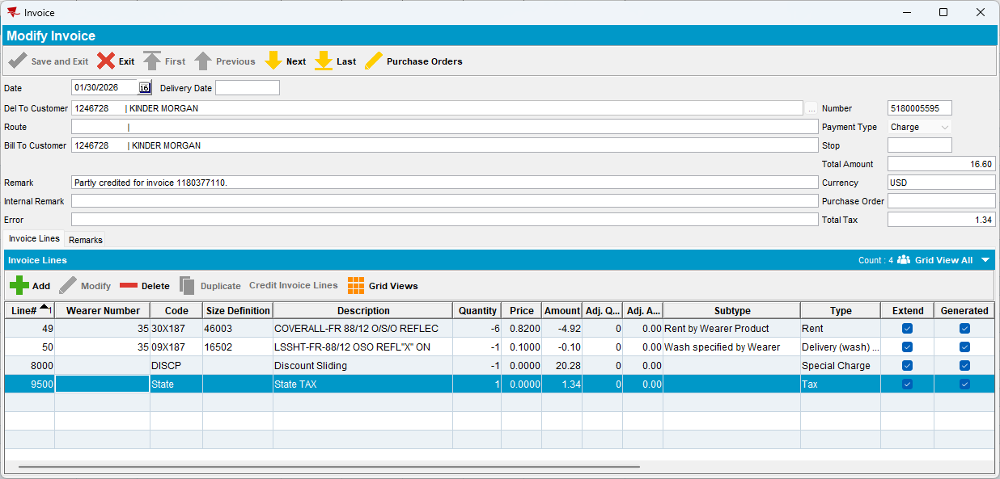 Invoice
Modify Invoice
Save and Exit Exit First Previous Next Last Purchase Orders
Date 01/30/2026 16 Delivery Date
Del To Customer 1246728 | KINDER MORGAN ... Number 5180005595
Route | Payment Type Charge
Bill To Customer 1246728 | KINDER MORGAN Stop
Total Amount 16.60
Remark Partly credited for invoice 1180377110. Currency USD
Internal Remark Purchase Order
Error Total Tax 1.34
Invoice Lines Remarks
Invoice Lines Count : 4 Grid View All
Add Modify Delete Duplicate Credit Invoice Lines Grid Views
Line# 1 Wearer Number Code Size Definition Description Quantity Price Amount Adj. Q... Adj. A... Subtype Type Extend Generated
49 35 30X187 46003 COVERALL-FR 88/12 O/S/O REFLEC -6 0.8200 -4.92 0 0.00 Rent by Wearer Product Rent
50 35 09X187 16502 LSSHT-FR-88/12 OSO REFL"X" ON -1 0.1000 -0.10 0 0.00 Wash specified by Wearer Delivery (wash) ...
8000 DISCP Discount Sliding -1 0.0000 20.28 0 0.00 Special Charge
9500 State State TAX 1 0.0000 1.34 0 0.00 Tax